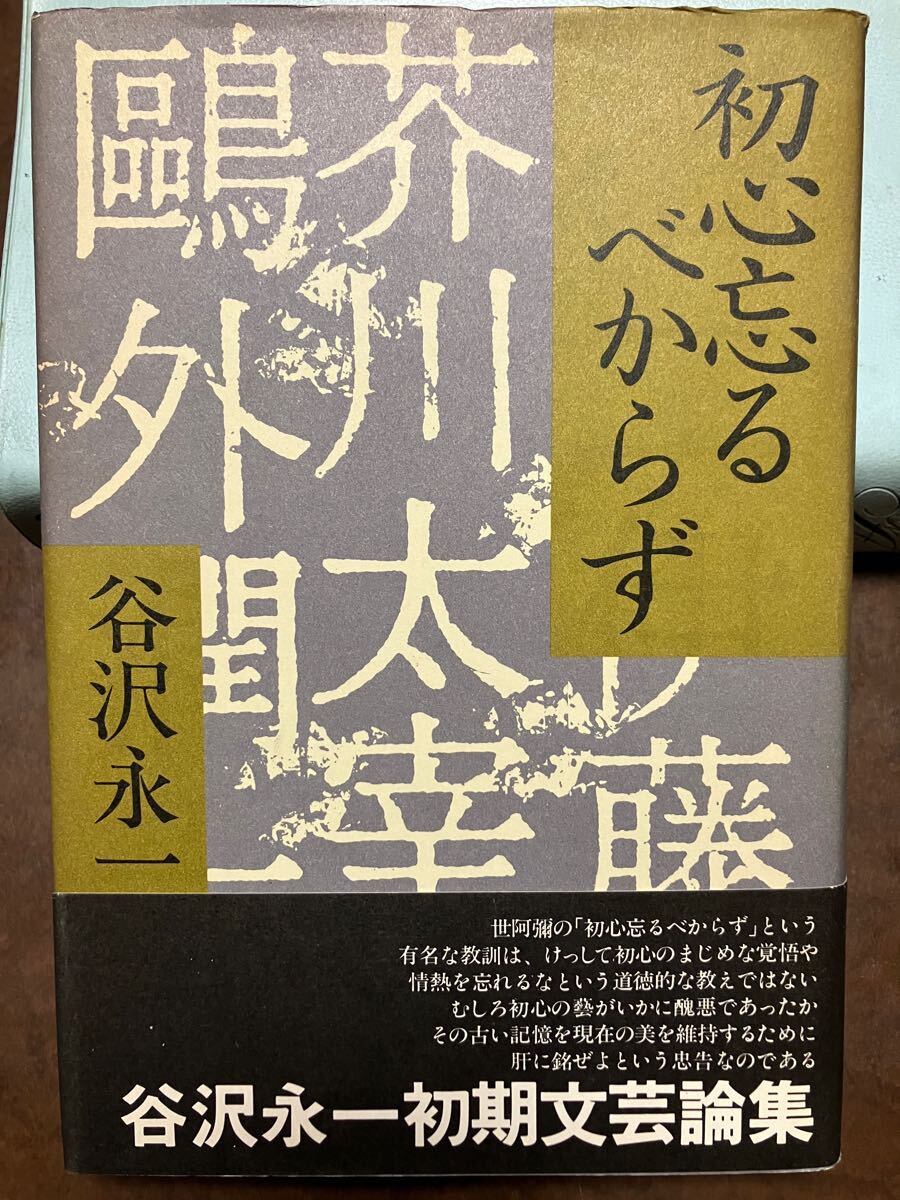 初心忘る
べからず
芥川太幸
鷗外潤一
藤
谷沢永一
世阿彌の「初心忘るべからず」という
有名な教訓は、けっして初心のまじめな覚悟や
情熱を忘れるなという道徳的な教えではない
むしろ初心の藝がいかに醜悪であったか
その古い記憶を現在の美を維持するために
肝に銘ぜよという忠告なのである
谷沢永一初期文芸論集